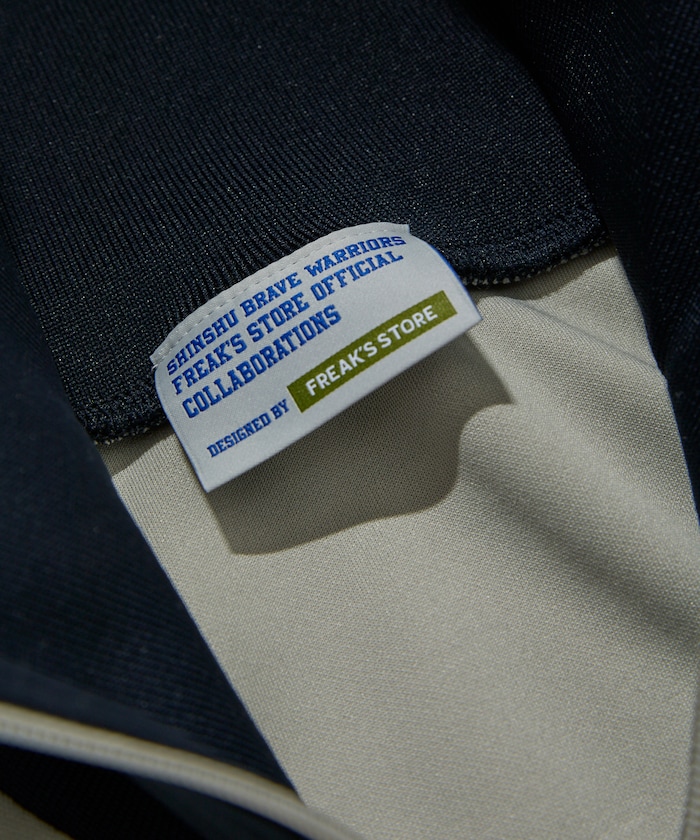 SHINSHU BRAVE WARRIORS
FREAK'S STORE OFFICIAL
COLLABORATIONS
DESIGNED BY FREAK'S STORE